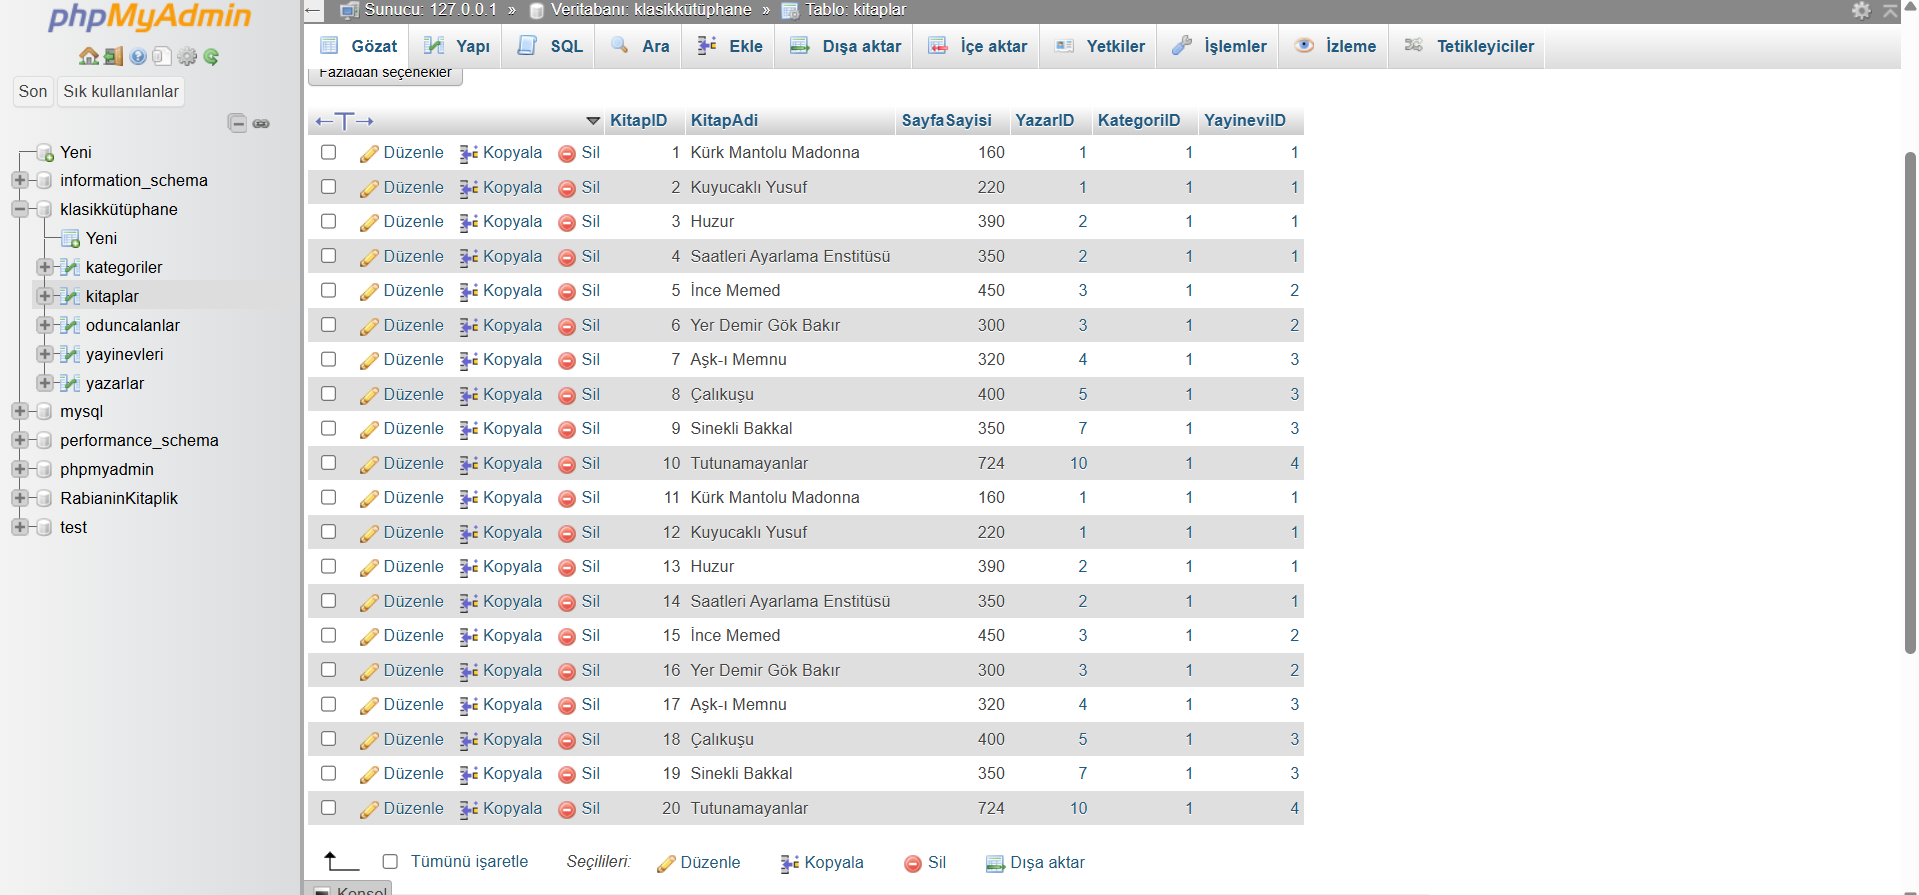 phpMyAdmin
Son Sık kullanılanlar
Yeni
information_schema
klasikkütüphane
Yeni
kategoriler
kitaplar
oduncalanlar
yayinevleri
yazarlar
mysql
performance_schema
phpmyadmin
RabianinKitaplik
test
Sunucu: 127.0.0.1 » Veritabanı: klasikkütüphane » Tablo: kitaplar
Gözat Yapı SQL Ara Ekle Dışa aktar İçe aktar Yetkiler İşlemler İzleme Tetikleyiciler
Fazladan seçenekler
←T→ KitapID KitapAdi SayfaSayisi YazarID KategoriID YayineviID
Düzenle Kopyala Sil 1 Kürk Mantolu Madonna 160 1 1 1
Düzenle Kopyala Sil 2 Kuyucaklı Yusuf 220 1 1 1
Düzenle Kopyala Sil 3 Huzur 390 2 1 1
Düzenle Kopyala Sil 4 Saatleri Ayarlama Enstitüsü 350 2 1 1
Düzenle Kopyala Sil 5 İnce Memed 450 3 1 2
Düzenle Kopyala Sil 6 Yer Demir Gök Bakır 300 3 1 2
Düzenle Kopyala Sil 7 Aşk-ı Memnu 320 4 1 3
Düzenle Kopyala Sil 8 Çalıkuşu 400 5 1 3
Düzenle Kopyala Sil 9 Sinekli Bakkal 350 7 1 3
Düzenle Kopyala Sil 10 Tutunamayanlar 724 10 1 4
Düzenle Kopyala Sil 11 Kürk Mantolu Madonna 160 1 1 1
Düzenle Kopyala Sil 12 Kuyucaklı Yusuf 220 1 1 1
Düzenle Kopyala Sil 13 Huzur 390 2 1 1
Düzenle Kopyala Sil 14 Saatleri Ayarlama Enstitüsü 350 2 1 1
Düzenle Kopyala Sil 15 İnce Memed 450 3 1 2
Düzenle Kopyala Sil 16 Yer Demir Gök Bakır 300 3 1 2
Düzenle Kopyala Sil 17 Aşk-ı Memnu 320 4 1 3
Düzenle Kopyala Sil 18 Çalıkuşu 400 5 1 3
Düzenle Kopyala Sil 19 Sinekli Bakkal 350 7 1 3
Düzenle Kopyala Sil 20 Tutunamayanlar 724 10 1 4
Tümünü işaretle Seçilileri: Düzenle Kopyala Sil Dışa aktar
Konsol